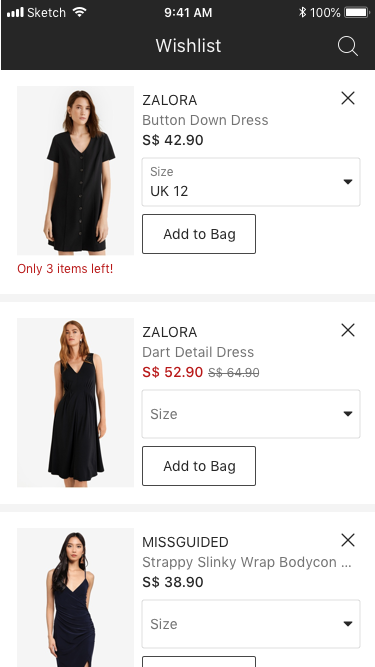 Sketch 9:41 AM 100%
Wishlist
ZALORA
Button Down Dress
S$ 42.90
Size
UK 12
Add to Bag
Only 3 items left!
ZALORA
Dart Detail Dress
S$ 52.90 S$ 64.90
Size
Add to Bag
MISSGUIDED
Strappy Slinky Wrap Bodycon ...
S$ 38.90
Size